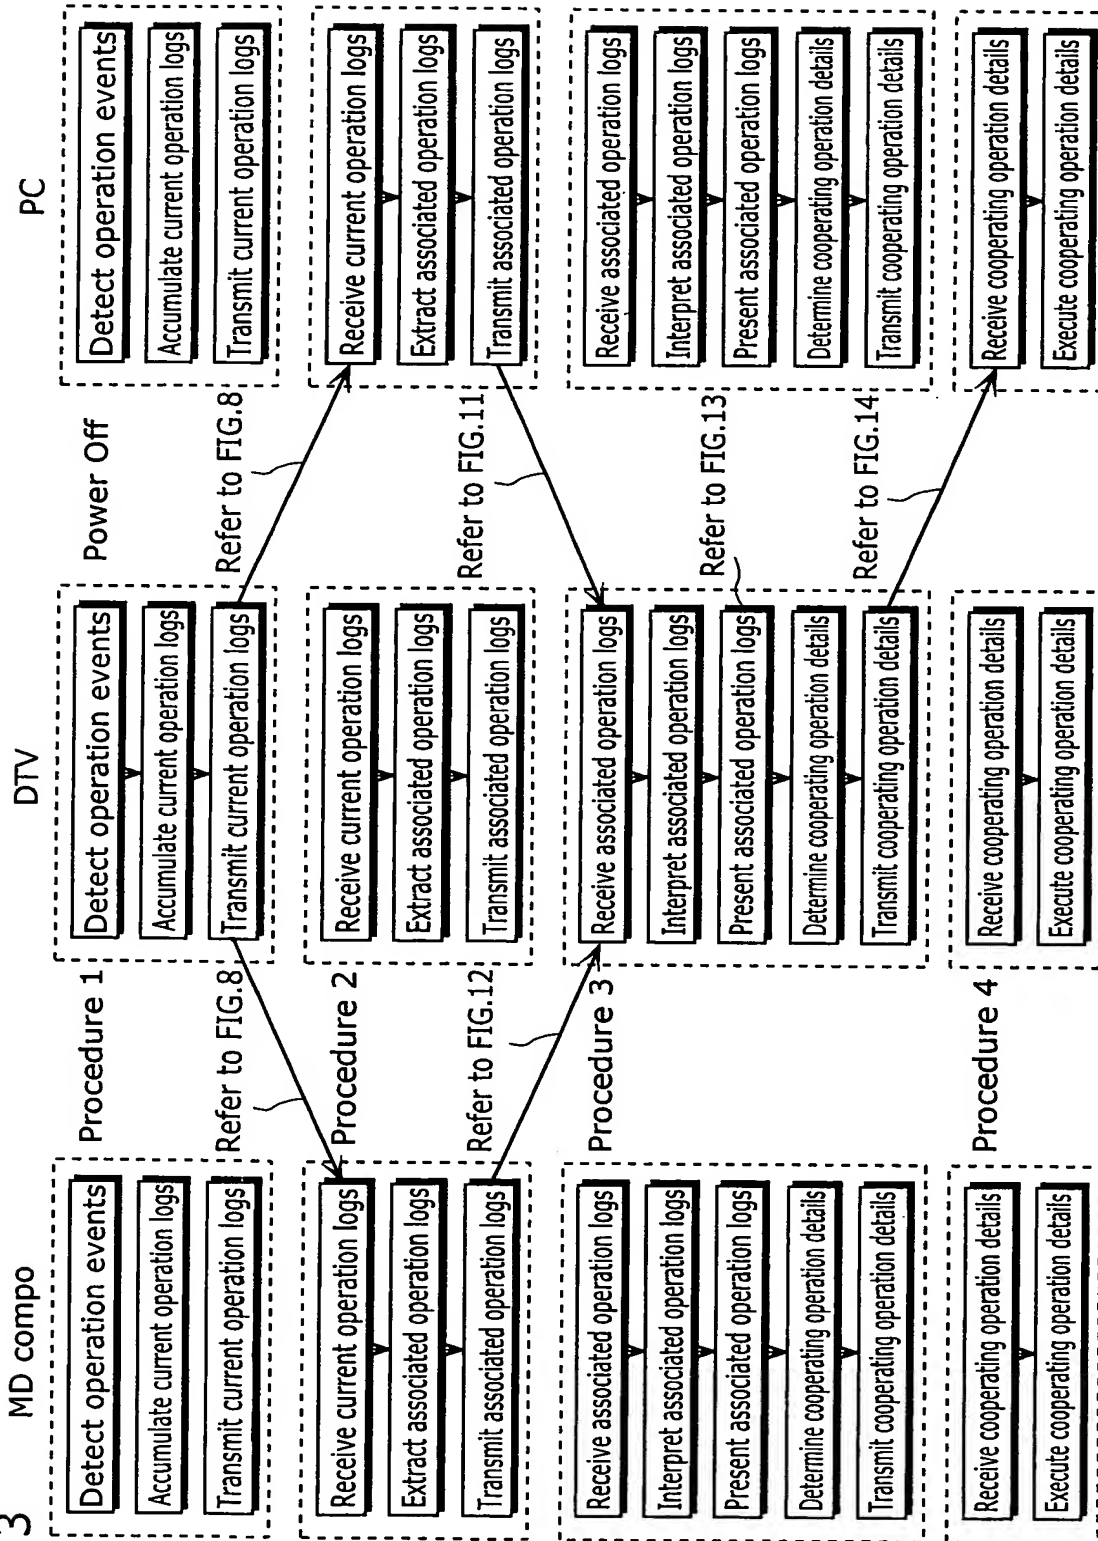 3
MD compo
DTV
PC
Detect operation events
Accumulate current operation logs
Transmit current operation logs
Procedure 1
Refer to FIG.8
Detect operation events
Accumulate current operation logs
Transmit current operation logs
Power Off
Refer to FIG.8
Detect operation events
Accumulate current operation logs
Transmit current operation logs
Receive current operation logs
Extract associated operation logs
Transmit associated operation logs
Procedure 2
Refer to FIG.12
Receive current operation logs
Extract associated operation logs
Transmit associated operation logs
Refer to FIG.11
Receive current operation logs
Extract associated operation logs
Transmit associated operation logs
Receive associated operation logs
Interpret associated operation logs
Present associated operation logs
Determine cooperating operation details
Transmit cooperating operation details
Procedure 3
Receive associated operation logs
Interpret associated operation logs
Present associated operation logs
Determine cooperating operation details
Transmit cooperating operation details
Refer to FIG.13
Refer to FIG.14
Receive associated operation logs
Interpret associated operation logs
Present associated operation logs
Determine cooperating operation details
Transmit cooperating operation details
Receive cooperating operation details
Execute cooperating operation details
Procedure 4
Receive cooperating operation details
Execute cooperating operation details
Receive cooperating operation details
Execute cooperating operation details